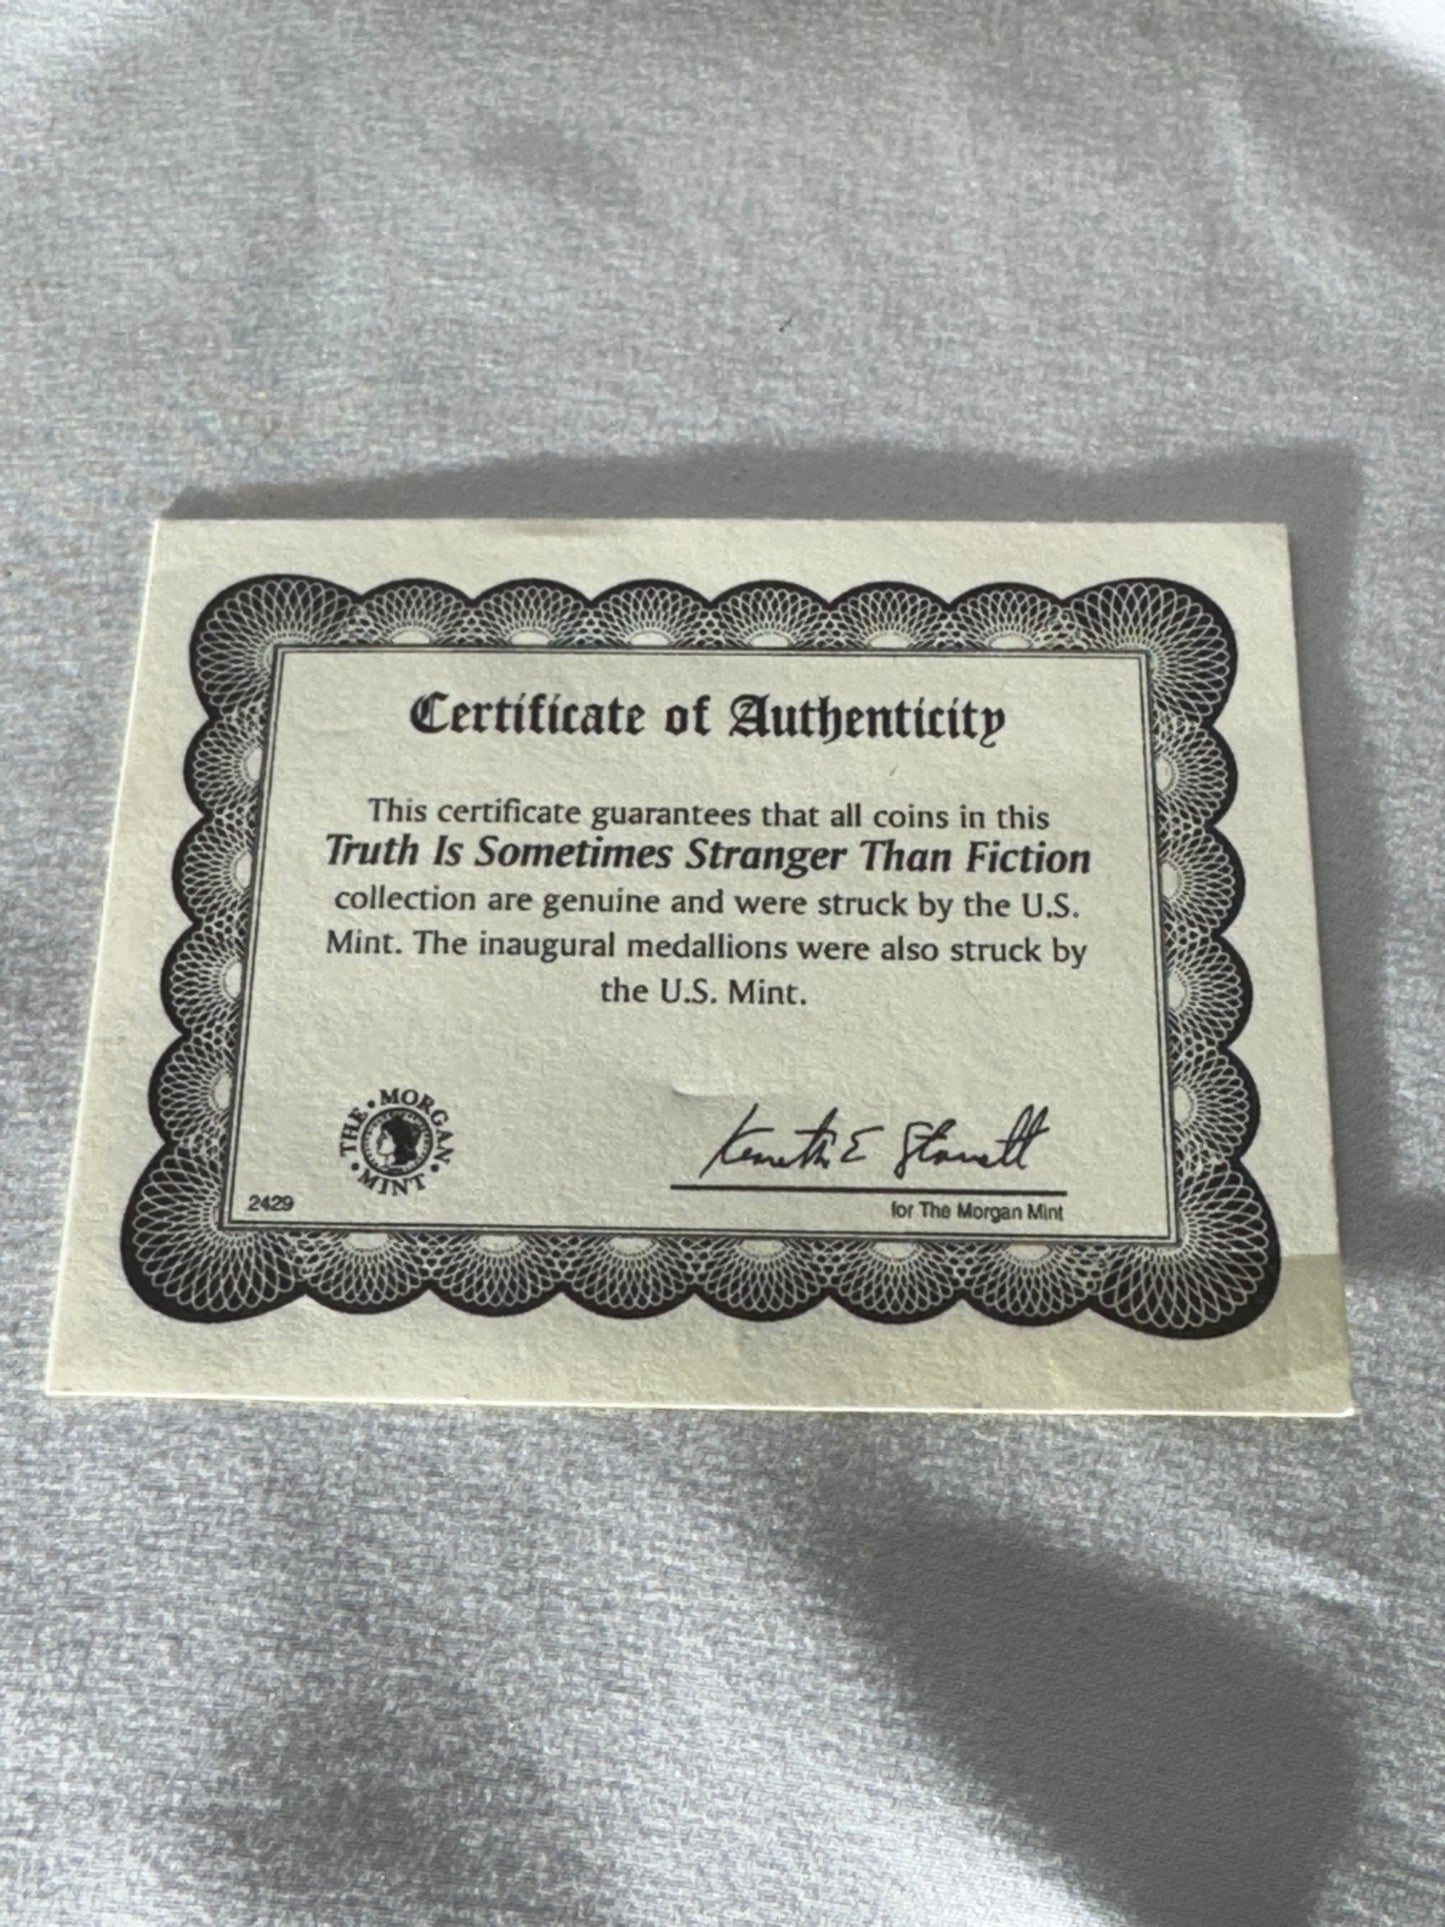 Certificate of Authenticity
This certificate guarantees that all coins in this
Truth Is Sometimes Stranger Than Fiction
collection are genuine and were struck by the U.S.
Mint. The inaugural medallions were also struck by
the U.S. Mint.
THE • MORGAN • MINT •
Kenneth E
2429
for The Morgan Mint